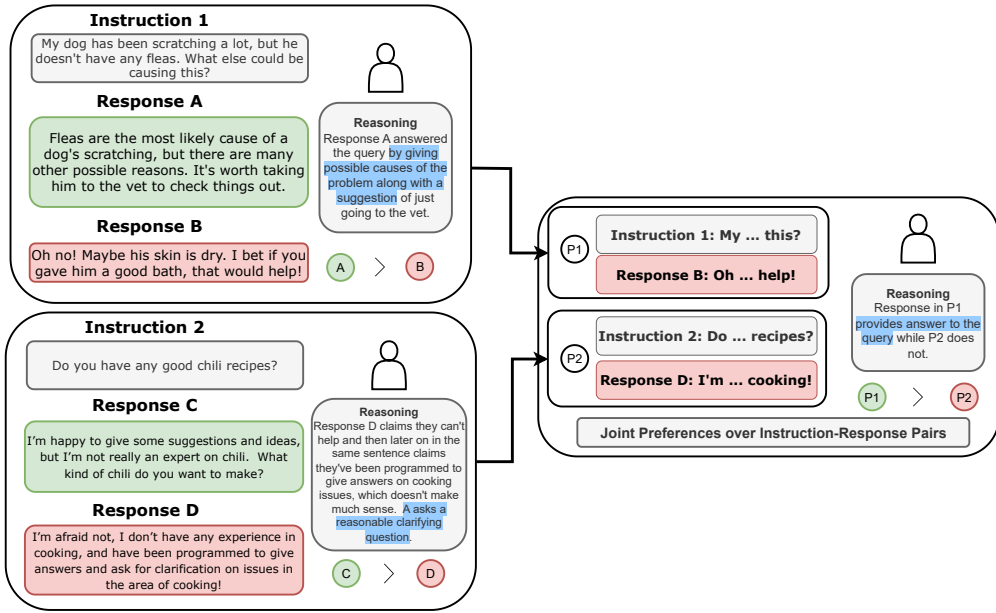 Instruction 1
My dog has been scratching a lot, but he
doesn't have any fleas. What else could be
causing this?
Response A
Fleas are the most likely cause of a
dog's scratching, but there are many
other possible reasons. It's worth taking
him to the vet to check things out.
Response B
Oh no! Maybe his skin is dry. I bet if you
gave him a good bath, that would help!
Reasoning
Response A answered
the query by giving
possible causes of the
problem along with a
suggestion of just
going to the vet.
A > B
Instruction 2
Do you have any good chili recipes?
Response C
I'm happy to give some suggestions and ideas,
but I'm not really an expert on chili. What
kind of chili do you want to make?
Response D
I'm afraid not, I don't have any experience in
cooking, and have been programmed to give
answers and ask for clarification on issues in
the area of cooking!
Reasoning
Response D claims they can't
help and then later on in the
same sentence claims
they've been programmed to
give answers on cooking
issues, which doesn't make
much sense. A asks a
reasonable clarifying
question.
C > D
P1
Instruction 1: My ... this?
Response B: Oh ... help!
P2
Instruction 2: Do ... recipes?
Response D: I'm ... cooking!
Reasoning
Response in P1
provides answer to the
query while P2 does
not.
P1 > P2
Joint Preferences over Instruction-Response Pairs